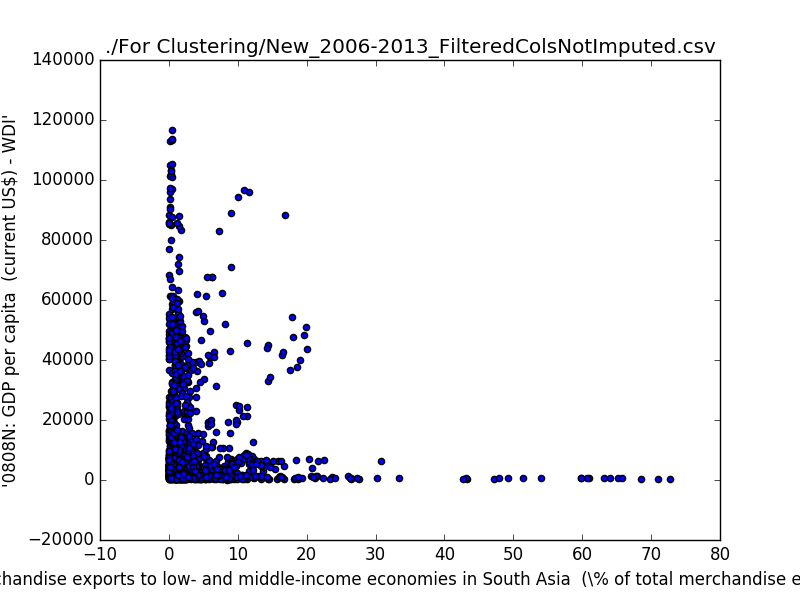 ./For Clustering/New_2006-2013_FilteredColsNotImputed.csv
'0808N: GDP per capita (current US$) - WDI'
140000
120000
100000
80000
60000
40000
20000
0
−20000
−10 0 10 20 30 40 50 60 70 80
chandise exports to low- and middle-income economies in South Asia (\% of total merchandise e